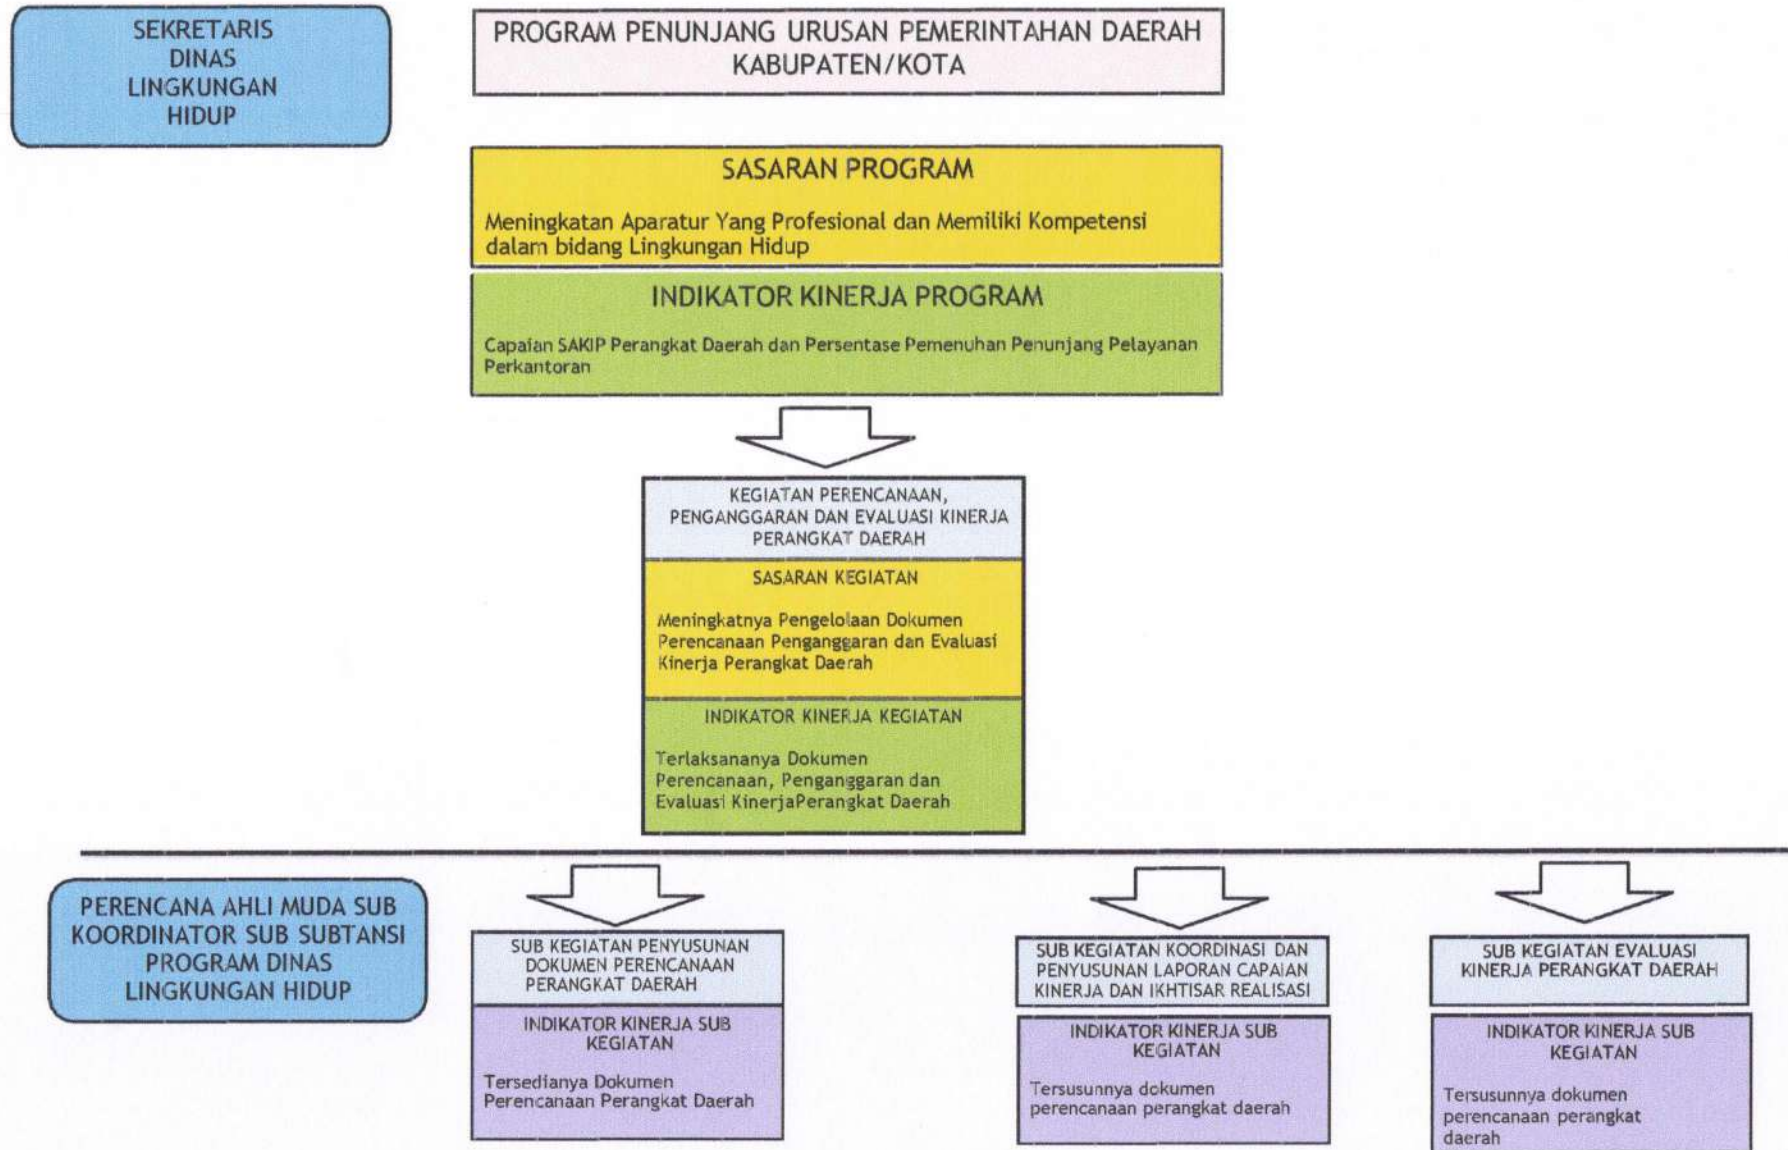 SEKRETARIS
DINAS
LINGKUNGAN
HIDUP
PROGRAM PENUNJANG URUSAN PEMERINTAHAN DAERAH
KABUPATEN/KOTA
SASARAN PROGRAM
Meningkatan Aparatur Yang Profesional dan Memiliki Kompetensi
dalam bidang Lingkungan Hidup
INDIKATOR KINERJA PROGRAM
Capaian SAKIP Perangkat Daerah dan Persentase Pemenuhan Penunjang Pelayanan
Perkantoran
KEGIATAN PERENCANAAN,
PENGANGGARAN DAN EVALUASI KINERJA
PERANGKAT DAERAH
SASARAN KEGIATAN
Meningkatnya Pengelolaan Dokumen
Perencanaan Penganggaran dan Evaluasi
Kinerja Perangkat Daerah
INDIKATOR KINERJA KEGIATAN
Terlaksananya Dokumen
Perencanaan, Penganggaran dan
Evaluasi KinerjaPerangkat Daerah
PERENCANA AHLI MUDA SUB
KOORDINATOR SUB SUBTANSI
PROGRAM DINAS
LINGKUNGAN HIDUP
SUB KEGIATAN PENYUSUNAN
DOKUMEN PERENCANAAN
PERANGKAT DAERAH
INDIKATOR KINERJA SUB
KEGIATAN
Tersedianya Dokumen
Perencanaan Perangkat Daerah
SUB KEGIATAN KOORDINASI DAN
PENYUSUNAN LAPORAN CAPAIAN
KINERJA DAN IKHTISAR REALISASI
INDIKATOR KINERJA SUB
KEGIATAN
Tersusunnya dokumen
perencanaan perangkat daerah
SUB KEGIATAN EVALUASI
KINERJA PERANGKAT DAERAH
INDIKATOR KINERJA SUB
KEGIATAN
Tersusunnya dokumen
perencanaan perangkat
daerah